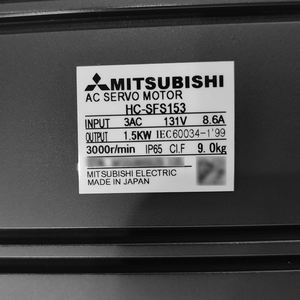 MITSUBISHI
AC SERVO MOTOR
HC-SFS153
INPUT 3AC 131V 8.6A
OUTPUT 1.5KW IEC60034-1'99
3000r/min IP65 CI.F 9.0kg
MITSUBISHI ELECTRIC
MADE IN JAPAN